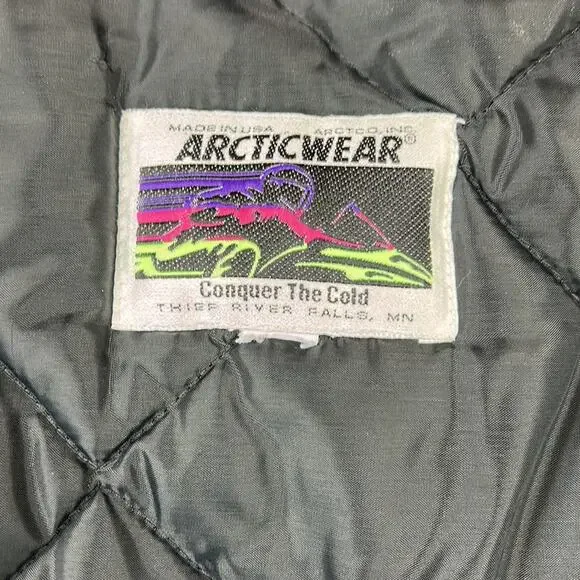 MADE IN USA ARCTCO, INC.
ARCTICWEAR®
Conquer The Cold
THIEF RIVER FALLS, MN